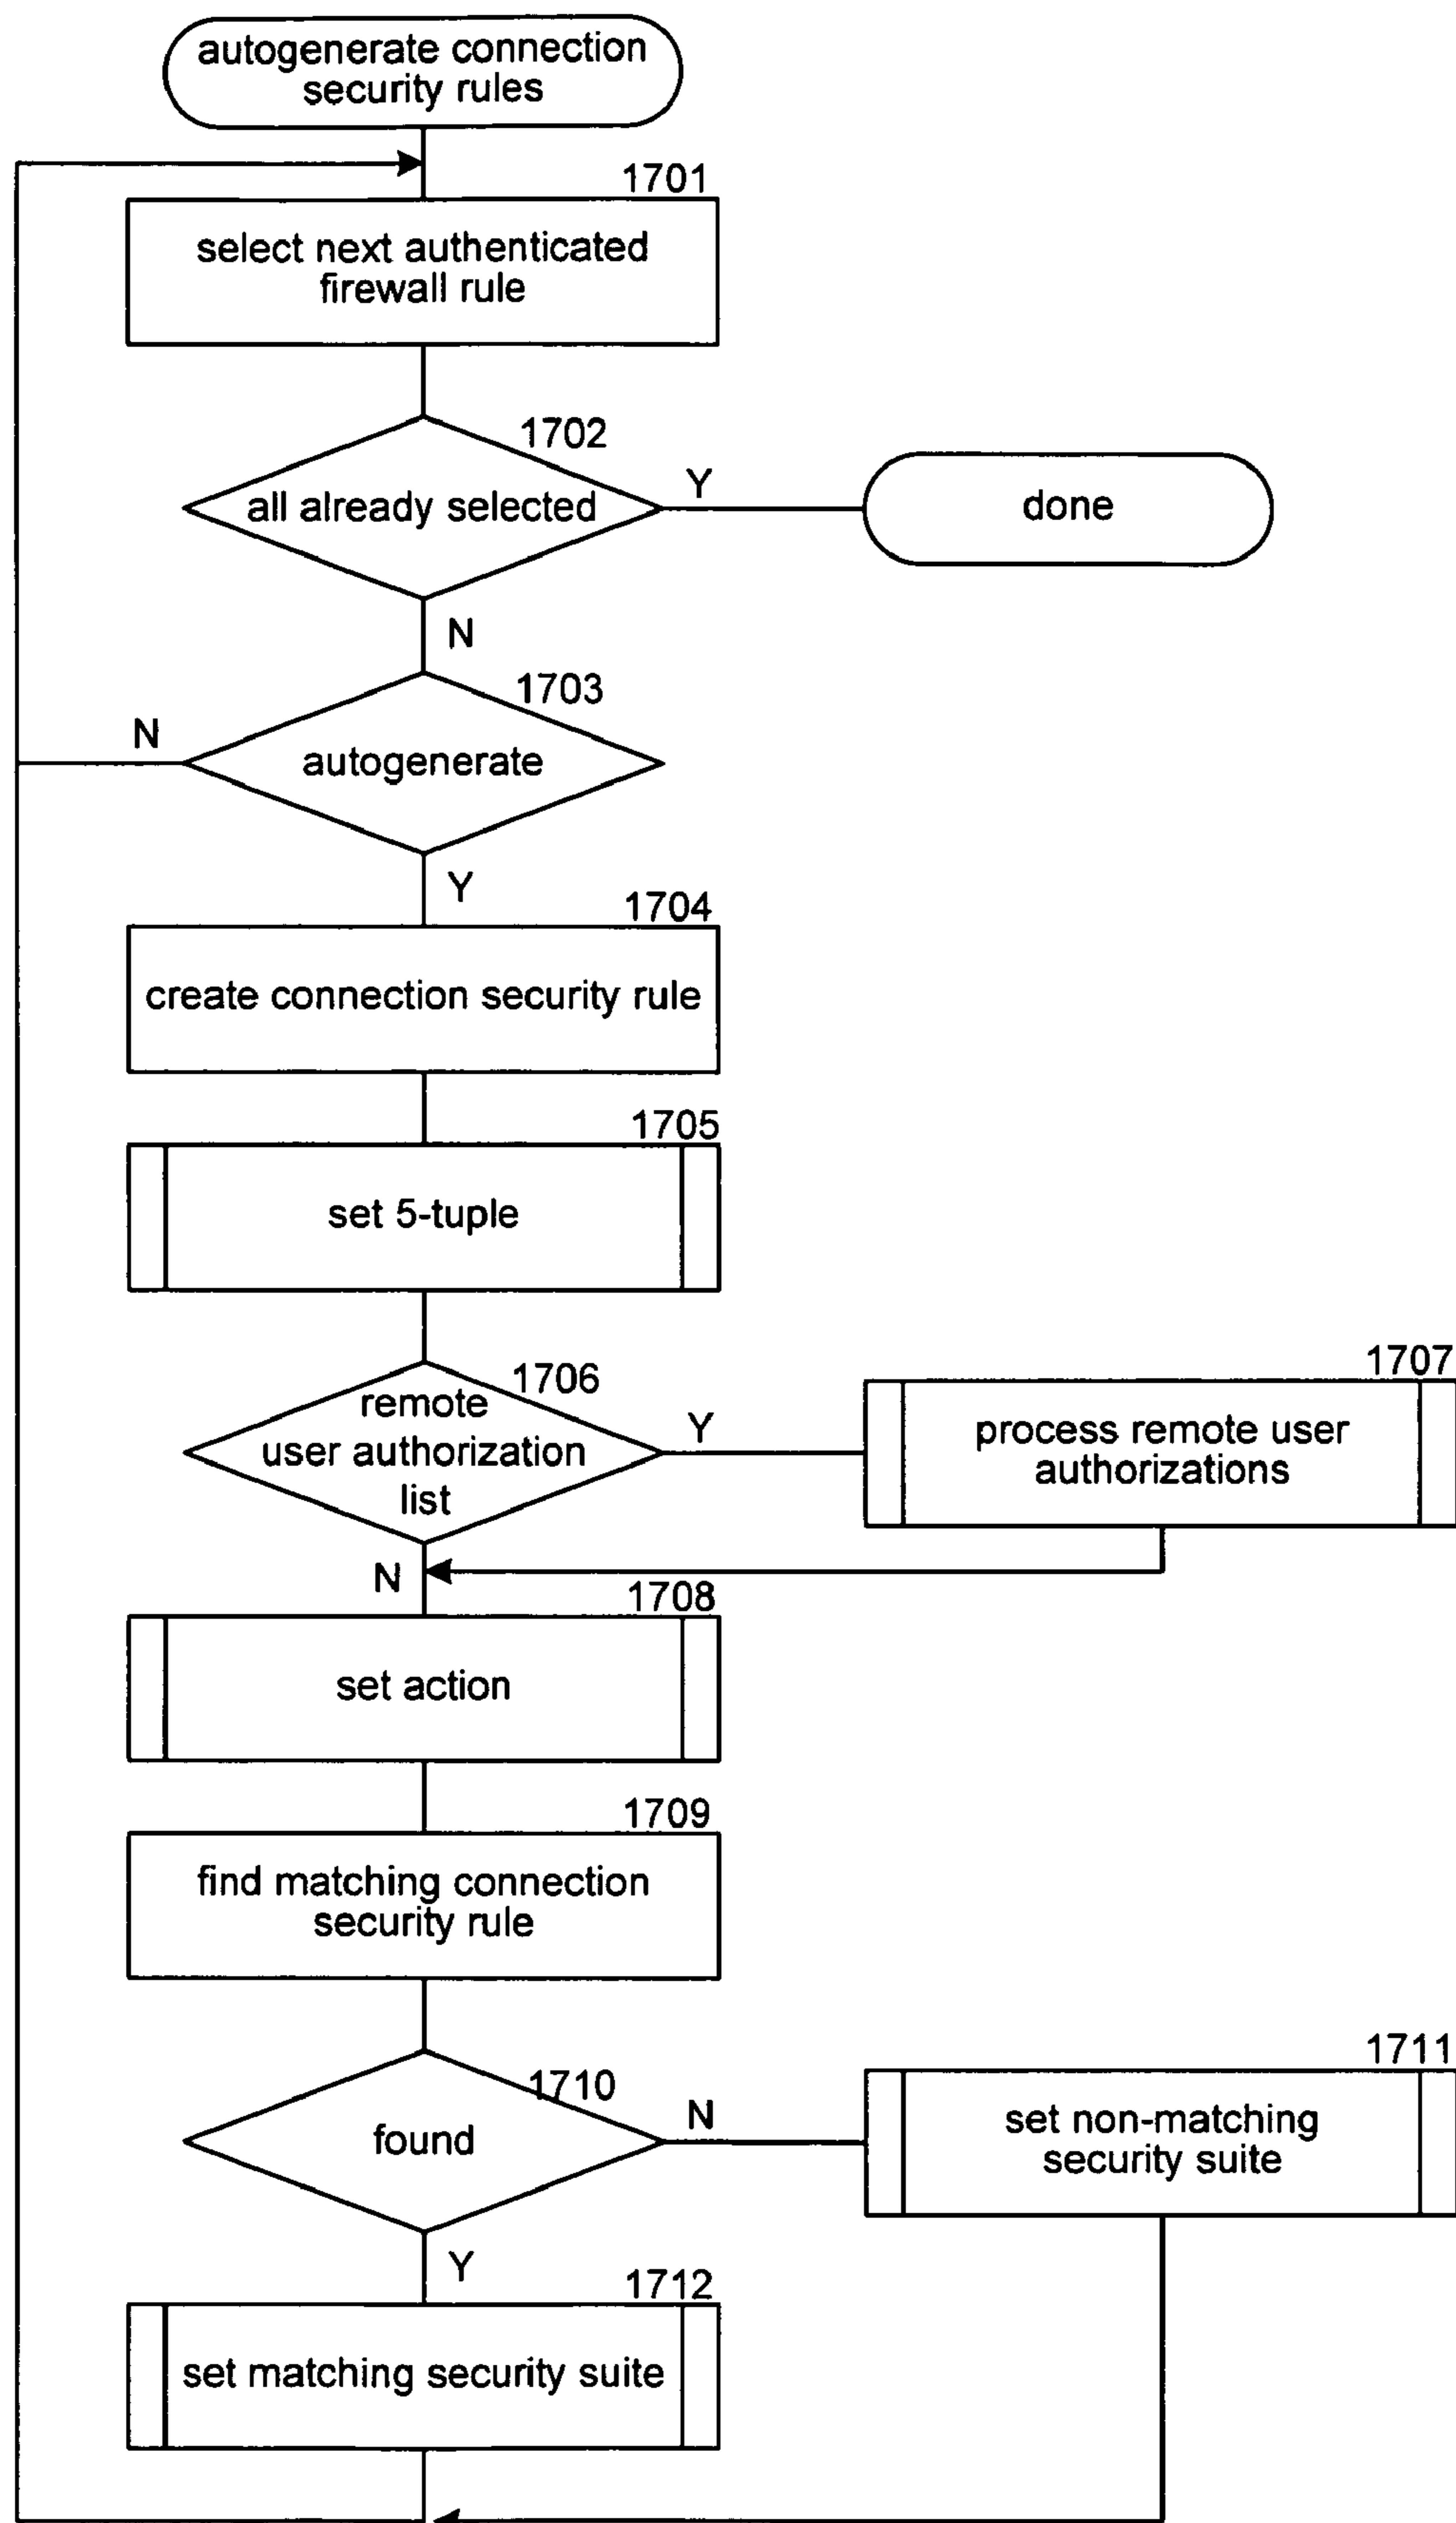 autogenerate connection
security rules
1701
select next authenticated
firewall rule
1702
all already selected
Y
done
N
1703
N
autogenerate
Y
1704
create connection security rule
1705
set 5-tuple
1706
remote
user authorization
list
Y
1707
process remote user
authorizations
N
1708
set action
1709
find matching connection
security rule
1710
found
N
1711
set non-matching
security suite
Y
1712
set matching security suite